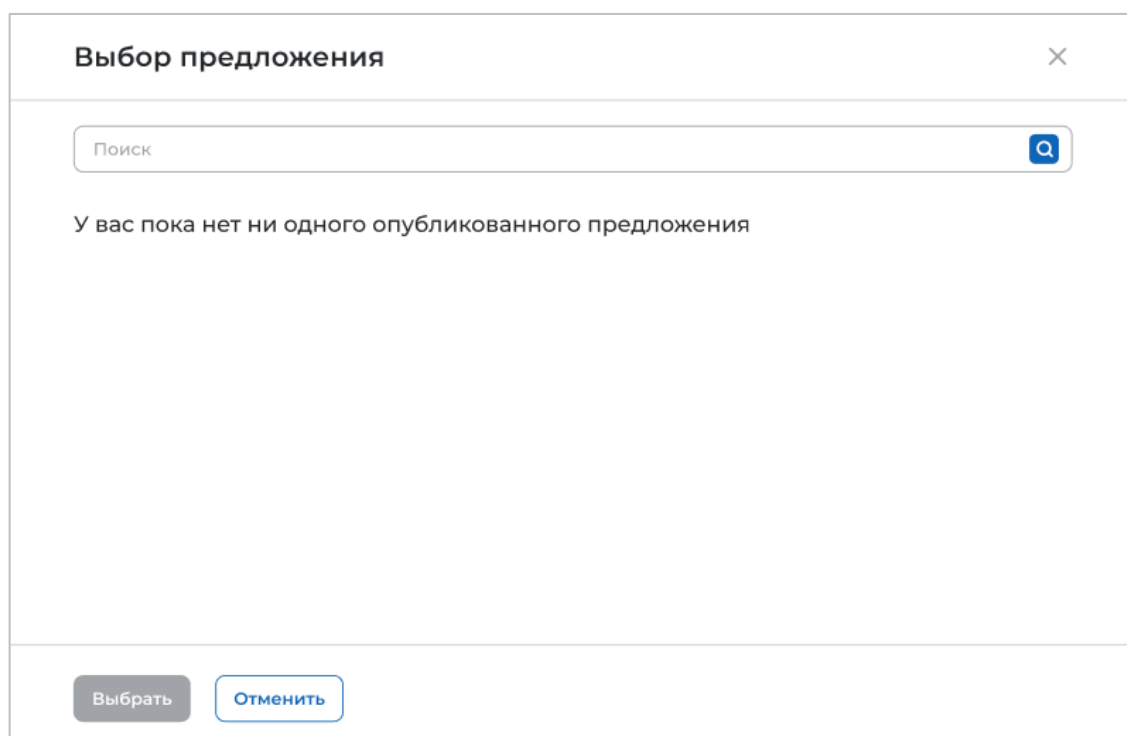 Выбор предложения
Поиск
У вас пока нет ни одного опубликованного предложения
Выбрать
Отменить